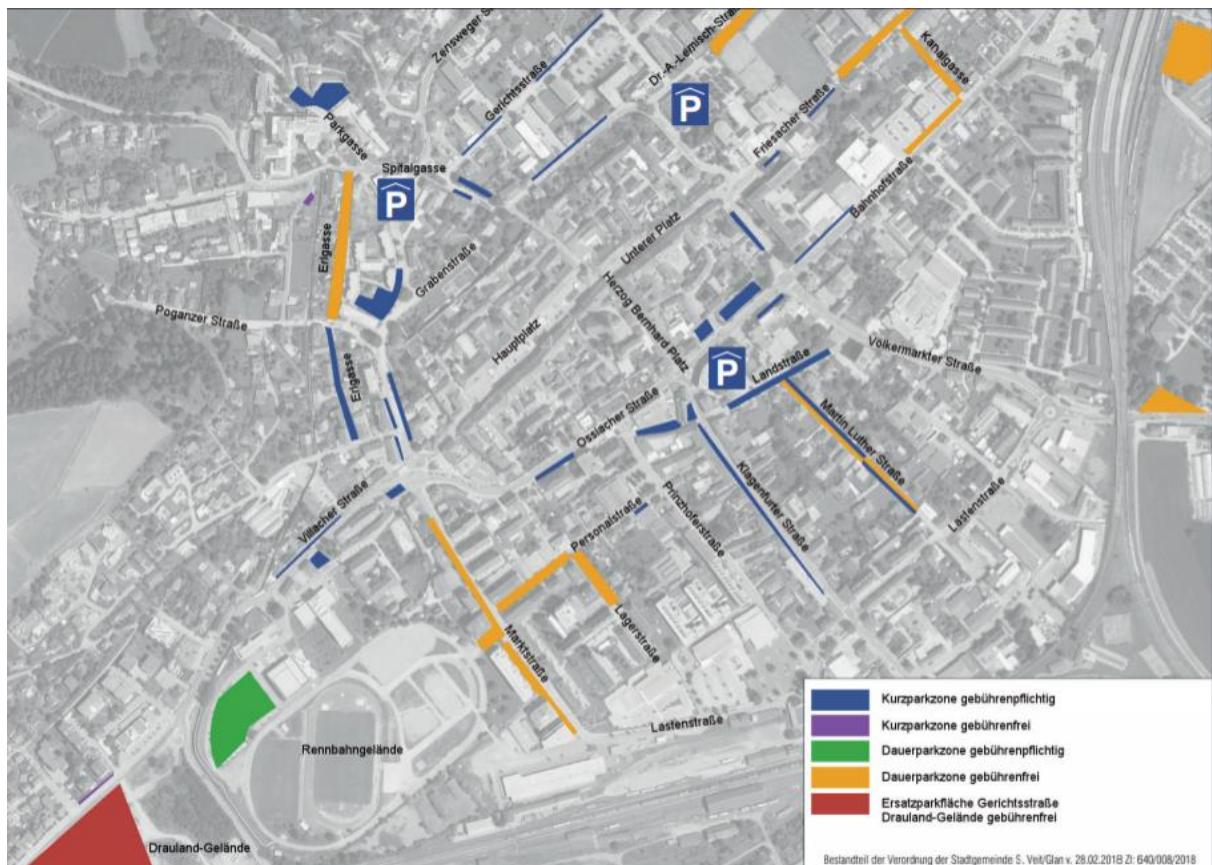 Zensweger St
Gerichtsstraße
Dr.-A.-Lemisch-Straß
Kanalgasse
P
Friesacher Straße
Parkgasse
Spitalgasse
P
Bahnhofstraße
Erlgasse
Unterer Platz
Grabenstraße
Poganzer Straße
Herzog Bernhard Platz
Hauptplatz
Völkermarkter Straße
P
Landstraße
Erlgasse
Ossiacher Straße
Martin Luther Straße
Klagenfurter Straße
Villacher Straße
Personalstraße
Prinzhoferstraße
Lastenstraße
Lagerstraße
Marktstraße
Lastenstraße
Rennbahngelände
Drauland-Gelände
Kurzparkzone gebührenpflichtig
Kurzparkzone gebührenfrei
Dauerparkzone gebührenpflichtig
Dauerparkzone gebührenfrei
Ersatzparkfläche Gerichtsstraße
Drauland-Gelände gebührenfrei
Bestandteil der Verordnung der Stadtgemeinde S. Veit/Glan v. 28.02.2018 Zl: 640/008/2018